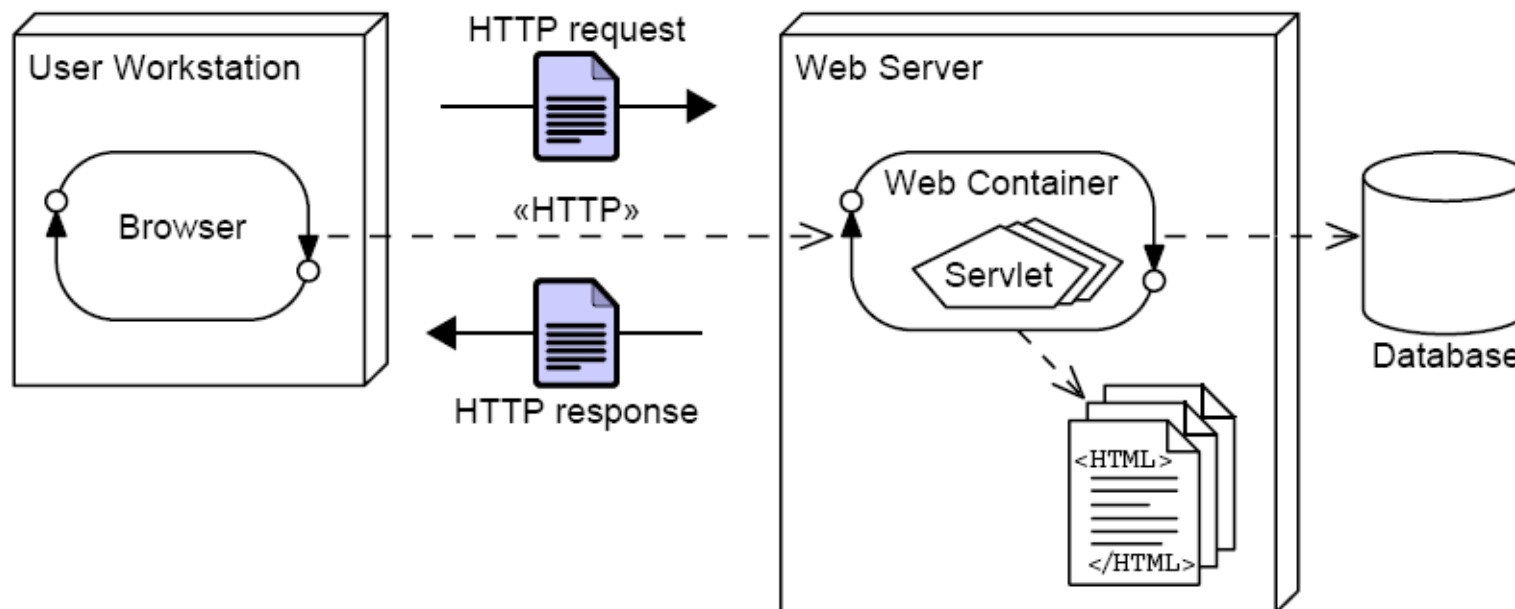 HTTP request
User Workstation
Web Server
Web Container
Browser
«HTTP»
Servlet
Database
HTTP response
<HTML>
</HTML>